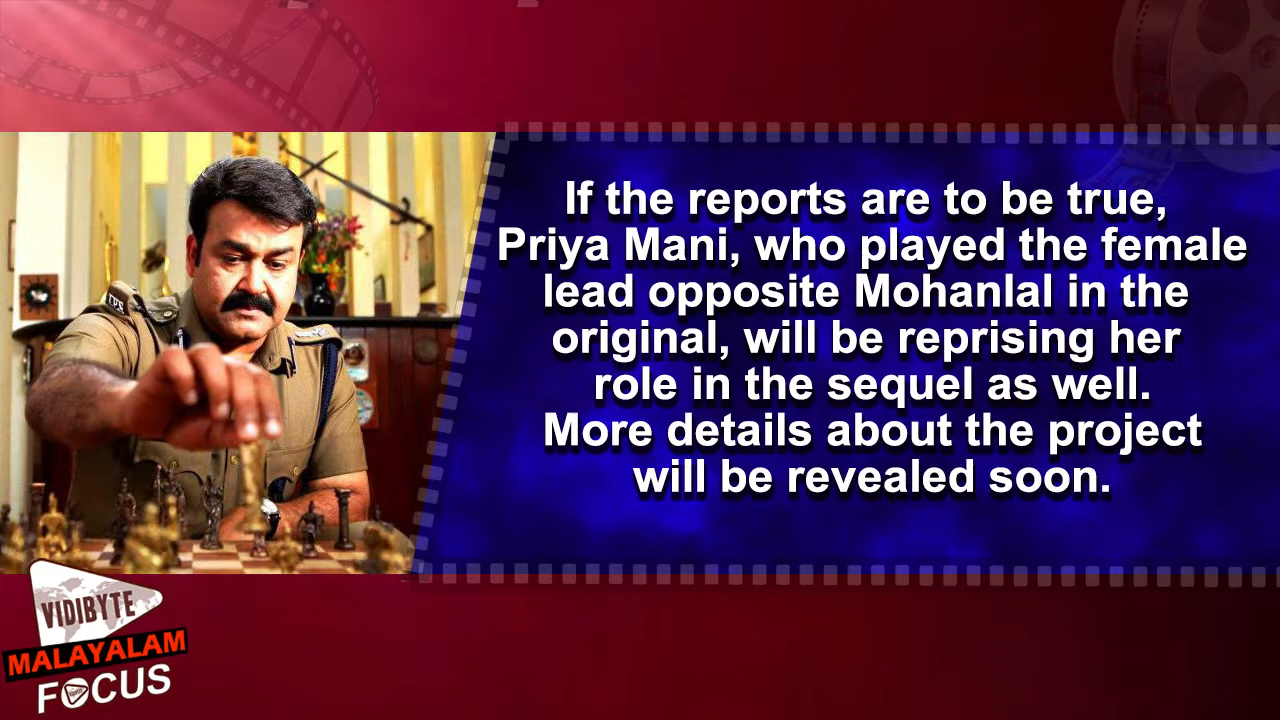 If the reports are to be true,
Priya Mani, who played the female
lead opposite Mohanlal in the
original, will be reprising her
role in the sequel as well.
More details about the project
will be revealed soon.
IPS
VIDIBYTE
MALAYALAM
FOCUS